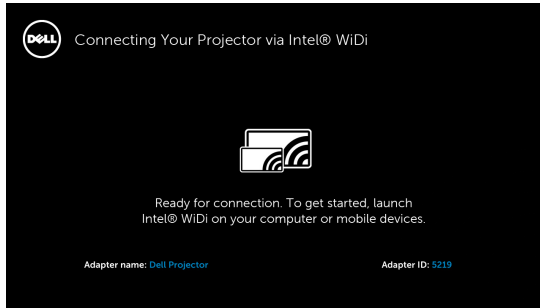 DELL
Connecting Your Projector via Intel® WiDi
Ready for connection. To get started, launch
Intel® WiDi on your computer or mobile devices.
Adapter name: Dell Projector
Adapter ID: 5219